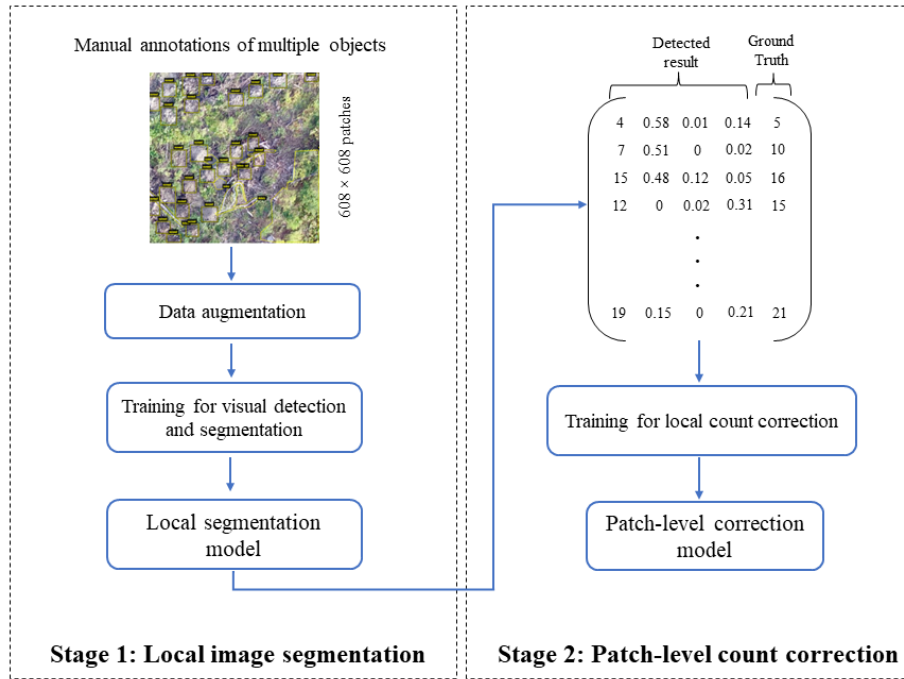 Manual annotations of multiple objects
608 × 608 patches
Data augmentation
Training for visual detection
and segmentation
Local segmentation
model
Stage 1: Local image segmentation
Detected
result
Ground
Truth
4 0.58 0.01 0.14 5
7 0.51 0 0.02 10
15 0.48 0.12 0.05 16
12 0 0.02 0.31 15
19 0.15 0 0.21 21
Training for local count correction
Patch-level correction
model
Stage 2: Patch-level count correction